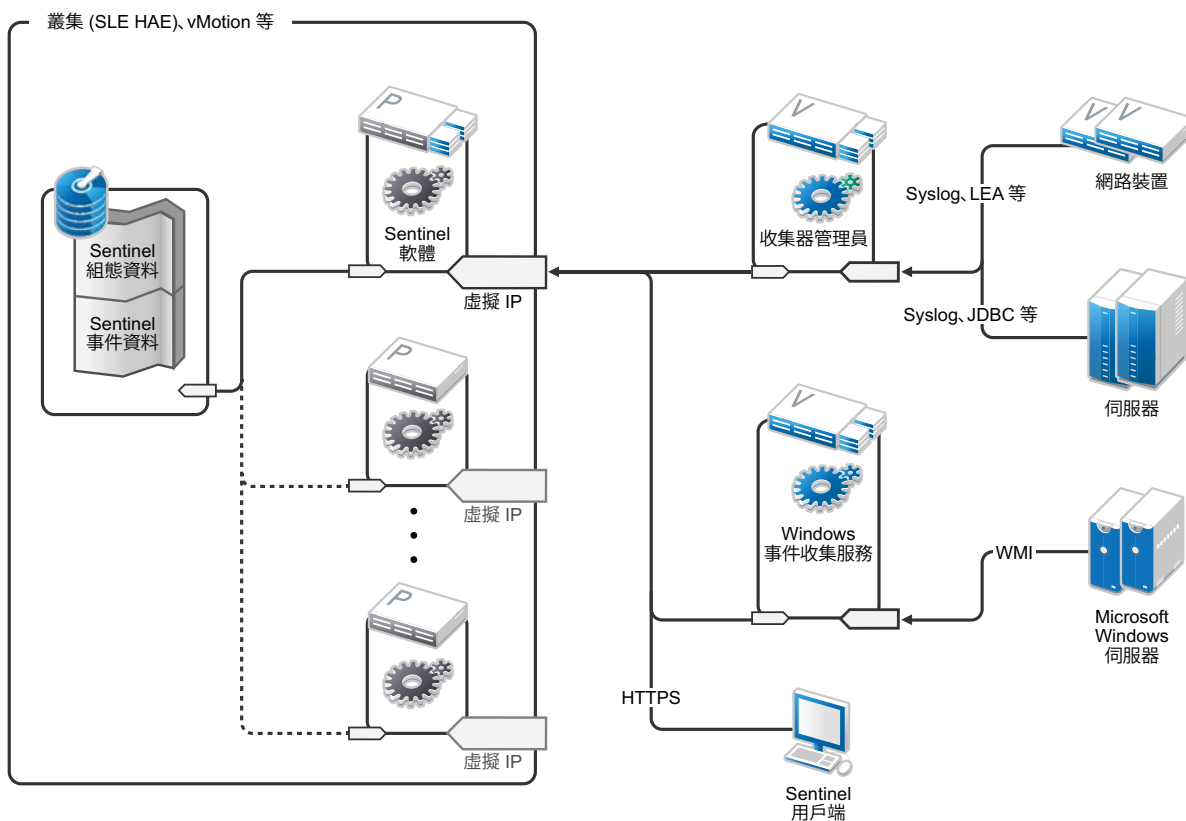 叢集 (SLE HAE)、vMotion 等
P
V
V
V
網路裝置
Syslog、LEA 等
Sentinel
組態資料
Sentinel
事件資料
Sentinel
軟體
收集器管理員
虛擬 IP
Syslog、JDBC 等
伺服器
P
V
虛擬 IP
Windows
事件收集服務
WMI
P
Microsoft
Windows
伺服器
HTTPS
虛擬 IP
Sentinel
用戶端